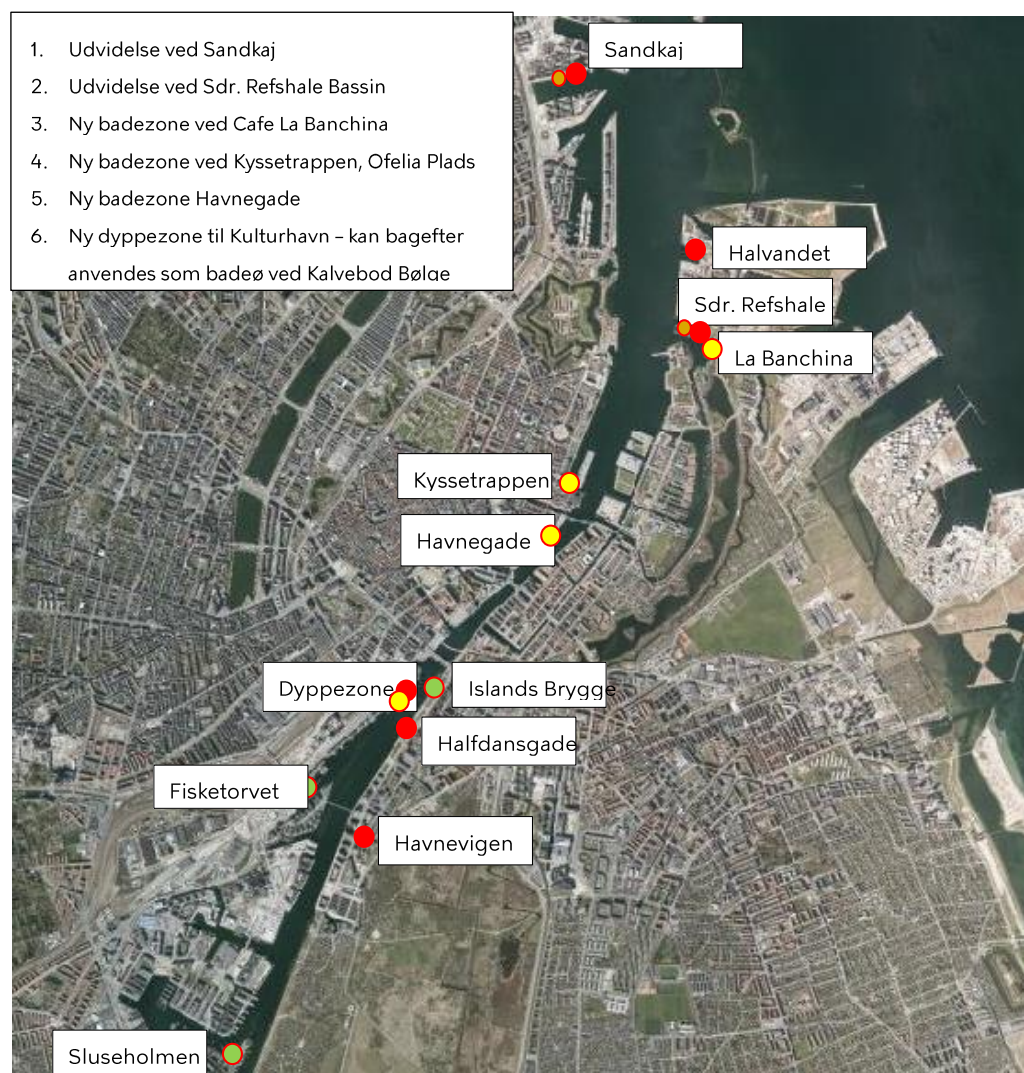 1. Udvidelse ved Sandkaj
2. Udvidelse ved Sdr. Refshale Bassin
3. Ny badezone ved Cafe La Banchina
4. Ny badezone ved Kyssetrappen, Ofelia Plads
5. Ny badezone Havnegade
6. Ny dyppezone til Kulturhavn – kan bagefter
anvendes som badeø ved Kalvebod Bølge
Sandkaj
Halvandet
Sdr. Refshale
La Banchina
Kyssetrappen
Havnegade
Dyppezone
Islands Brygge
Halfdansgade
Fisketorvet
Havnevigen
Sluseholmen